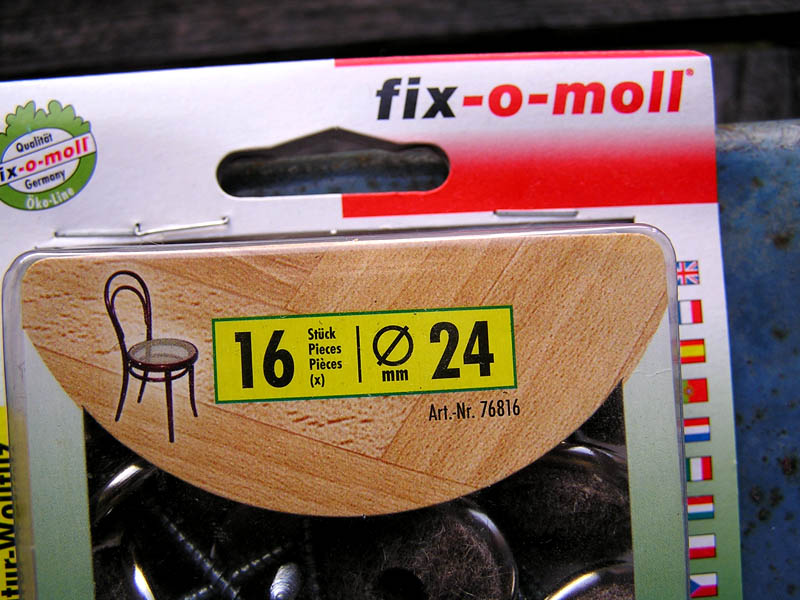 fix-o-moll®
Qualität
fix-o-moll
Germany
Öko-Line
16
Stück
Pieces
Pièces
(x)
Ø
mm
24
Art.-Nr. 76816